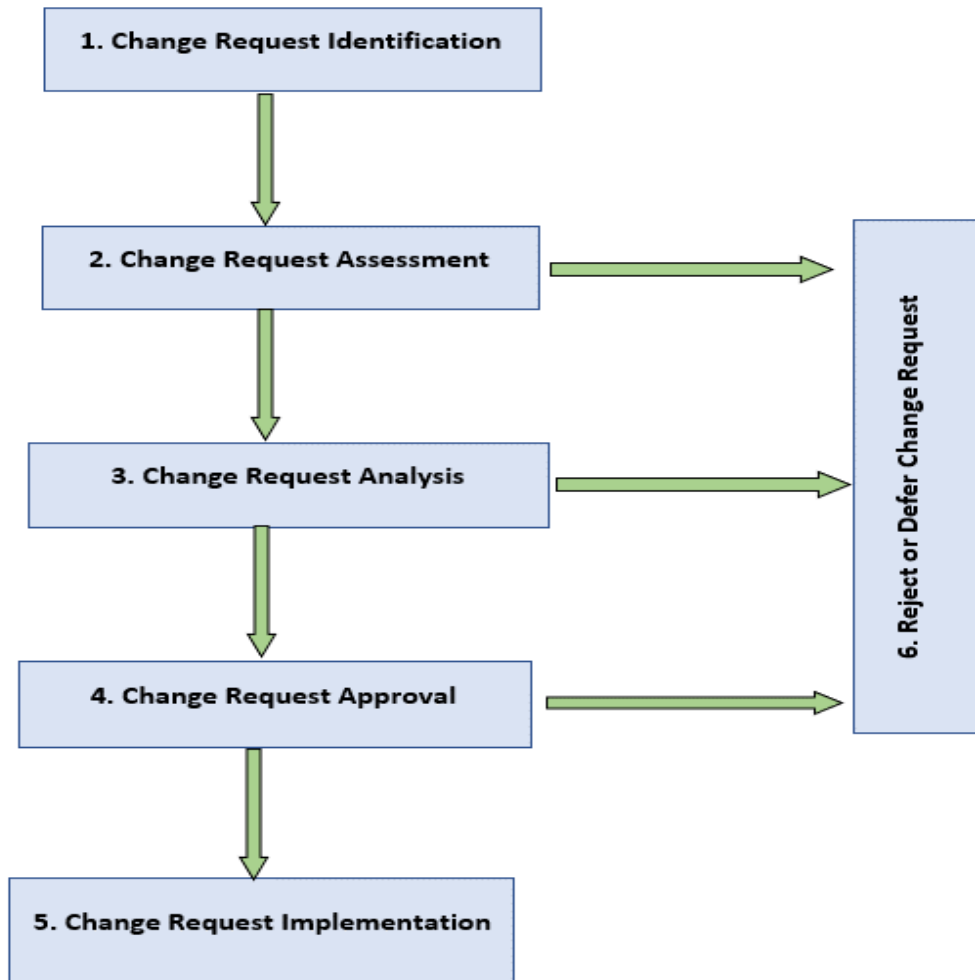 1. Change Request Identification
2. Change Request Assessment
3. Change Request Analysis
4. Change Request Approval
5. Change Request Implementation
6. Reject or Defer Change Request